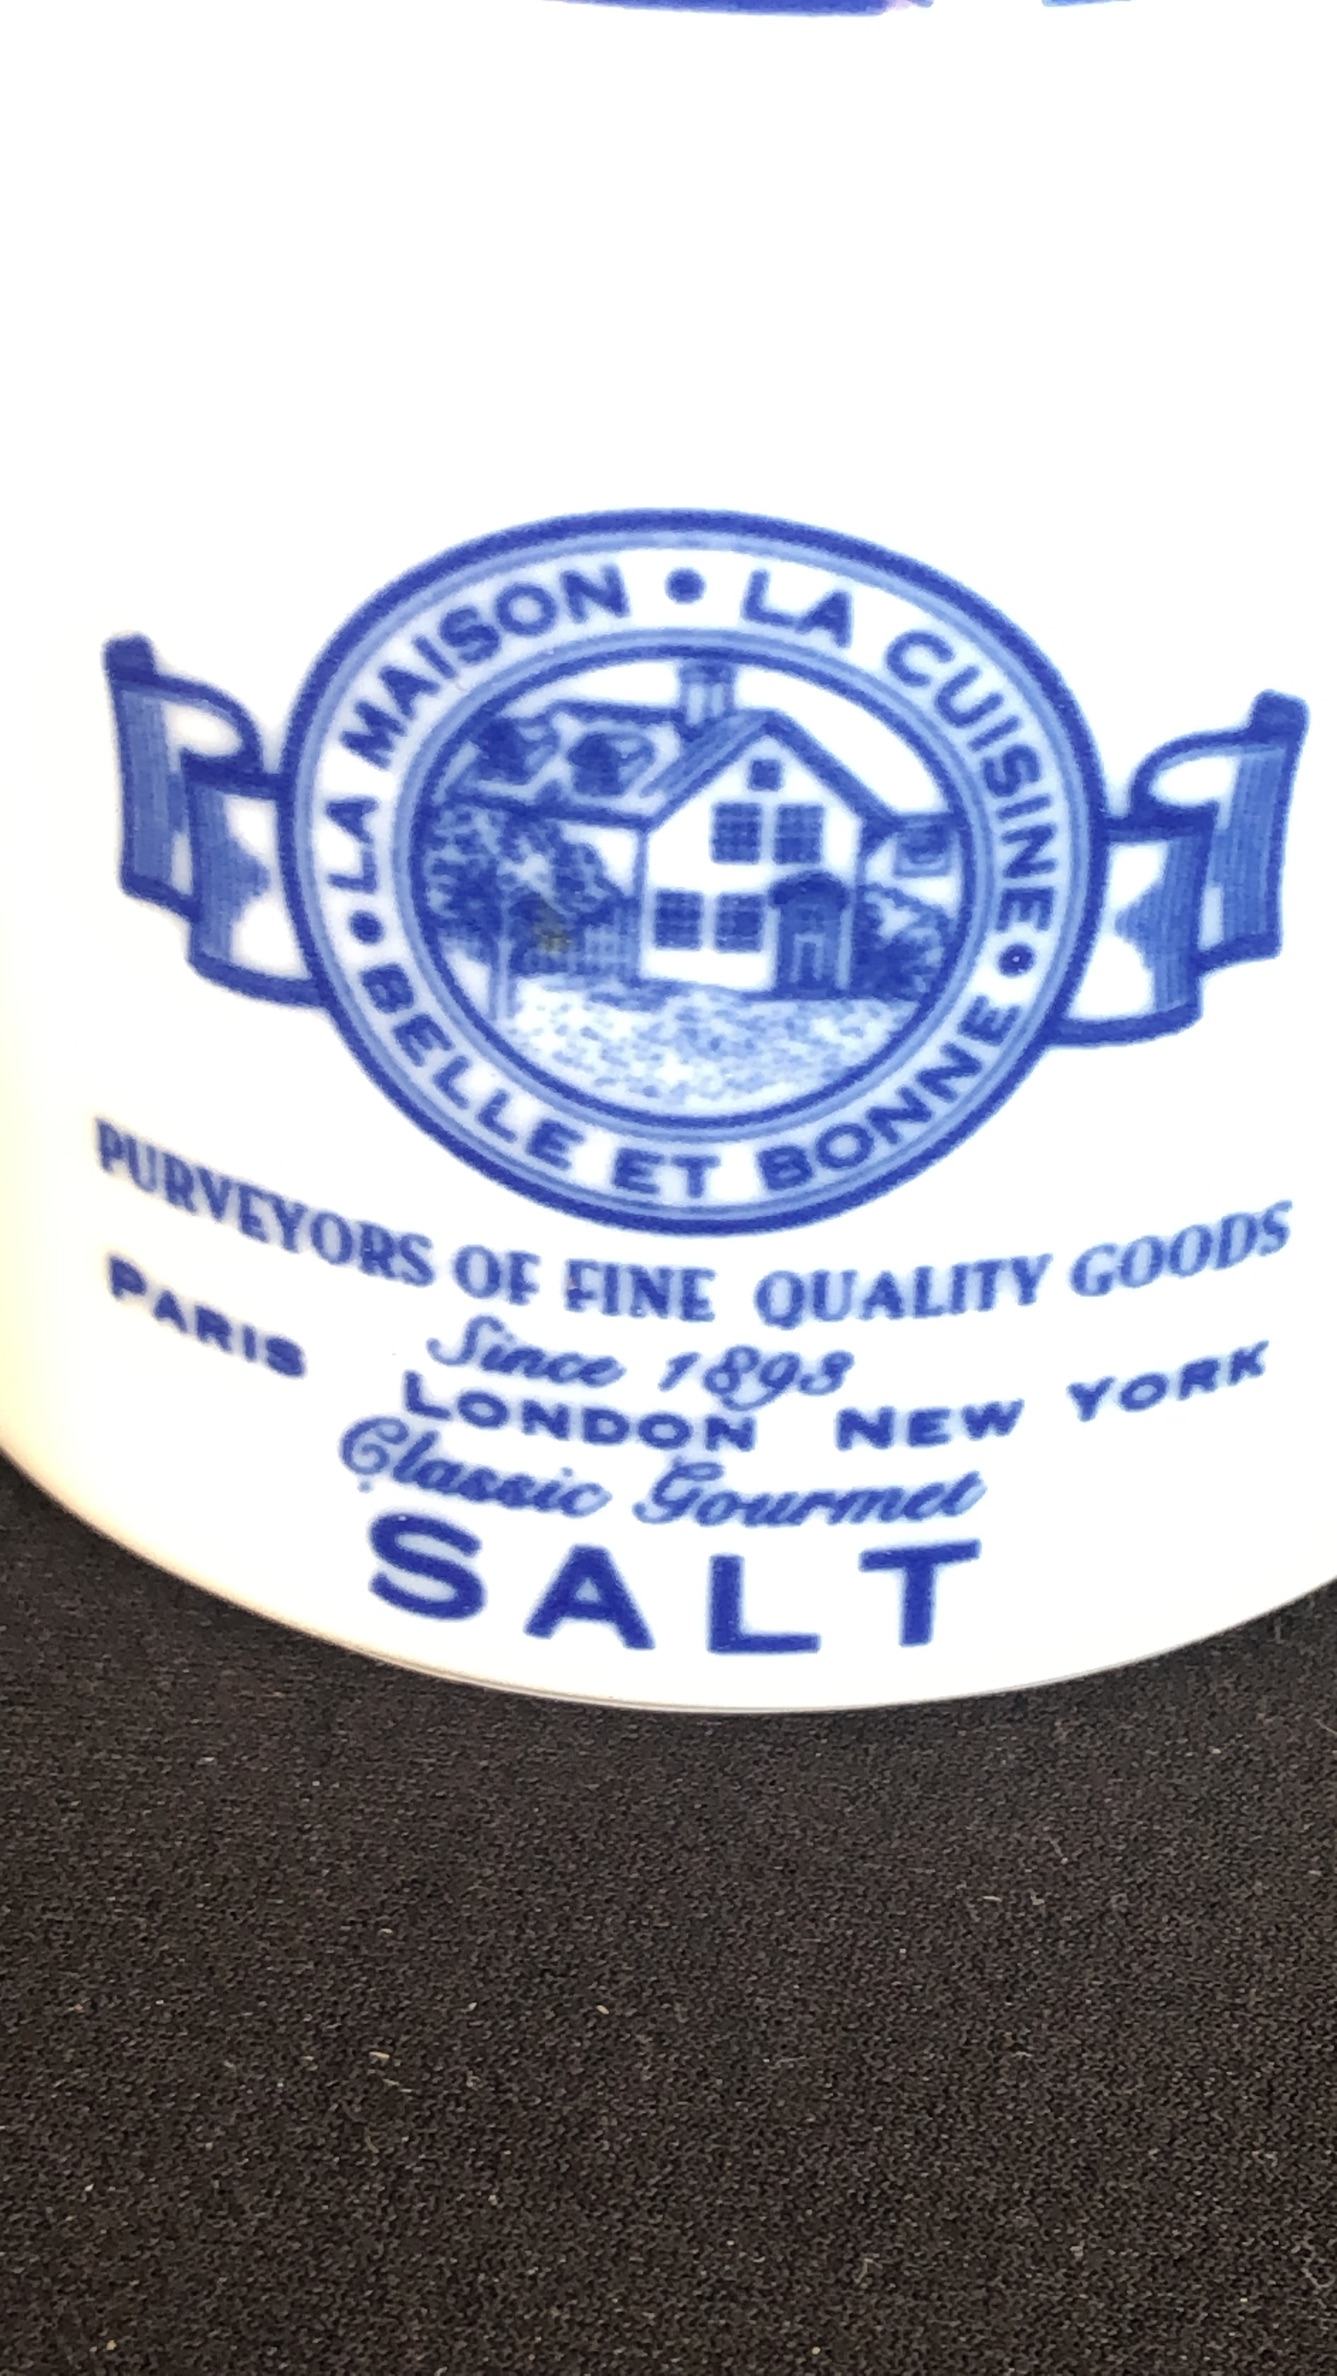 • LA MAISON • LA CUISINE •
BELLE ET BONNE
PURVEYORS OF FINE QUALITY GOODS
Since 1893
PARIS LONDON NEW YORK
Classic Gourmet
SALT